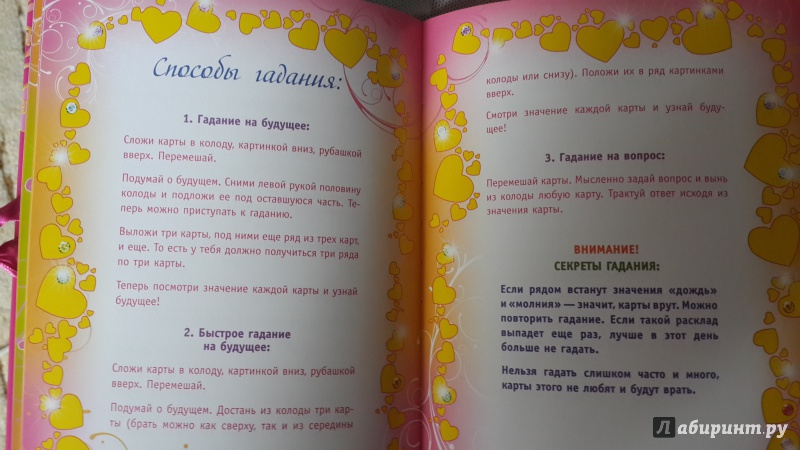 Способы гадания:
1. Гадание на будущее:
Сложи карты в колоду, картинкой вниз, рубашкой
вверх. Перемешай.
Подумай о будущем. Сними левой рукой половину
колоды и подложи ее под оставшуюся часть. Те-
перь можно приступать к гаданию.
Выложи три карты, под ними еще ряд из трех карт,
и еще. То есть у тебя должно получиться три ряда
по три карты.
Теперь посмотри значение каждой карты и узнай
будущее!
2. Быстрое гадание
на будущее:
Сложи карты в колоду, картинкой вниз, рубашкой
вверх. Перемешай.
Подумай о будущем. Достань из колоды три кар-
ты (брать можно как сверху, так и из середины
колоды или снизу). Положи их в ряд картинками
вверх.
Смотри значение каждой карты и узнай буду-
щее!
3. Гадание на вопрос:
Перемешай карты. Мысленно задай вопрос и вынь
из колоды любую карту. Трактуй ответ исходя из
значения карты.
ВНИМАНИЕ!
СЕКРЕТЫ ГАДАНИЯ:
Если рядом встанут значения «дождь»
и «молния» — значит, карты врут. Можно
повторить гадание. Если такой расклад
выпадет еще раз, лучше в этот день
больше не гадать.
Нельзя гадать слишком часто и много,
карты этого не любят и будут врать.
Лабиринт.ру